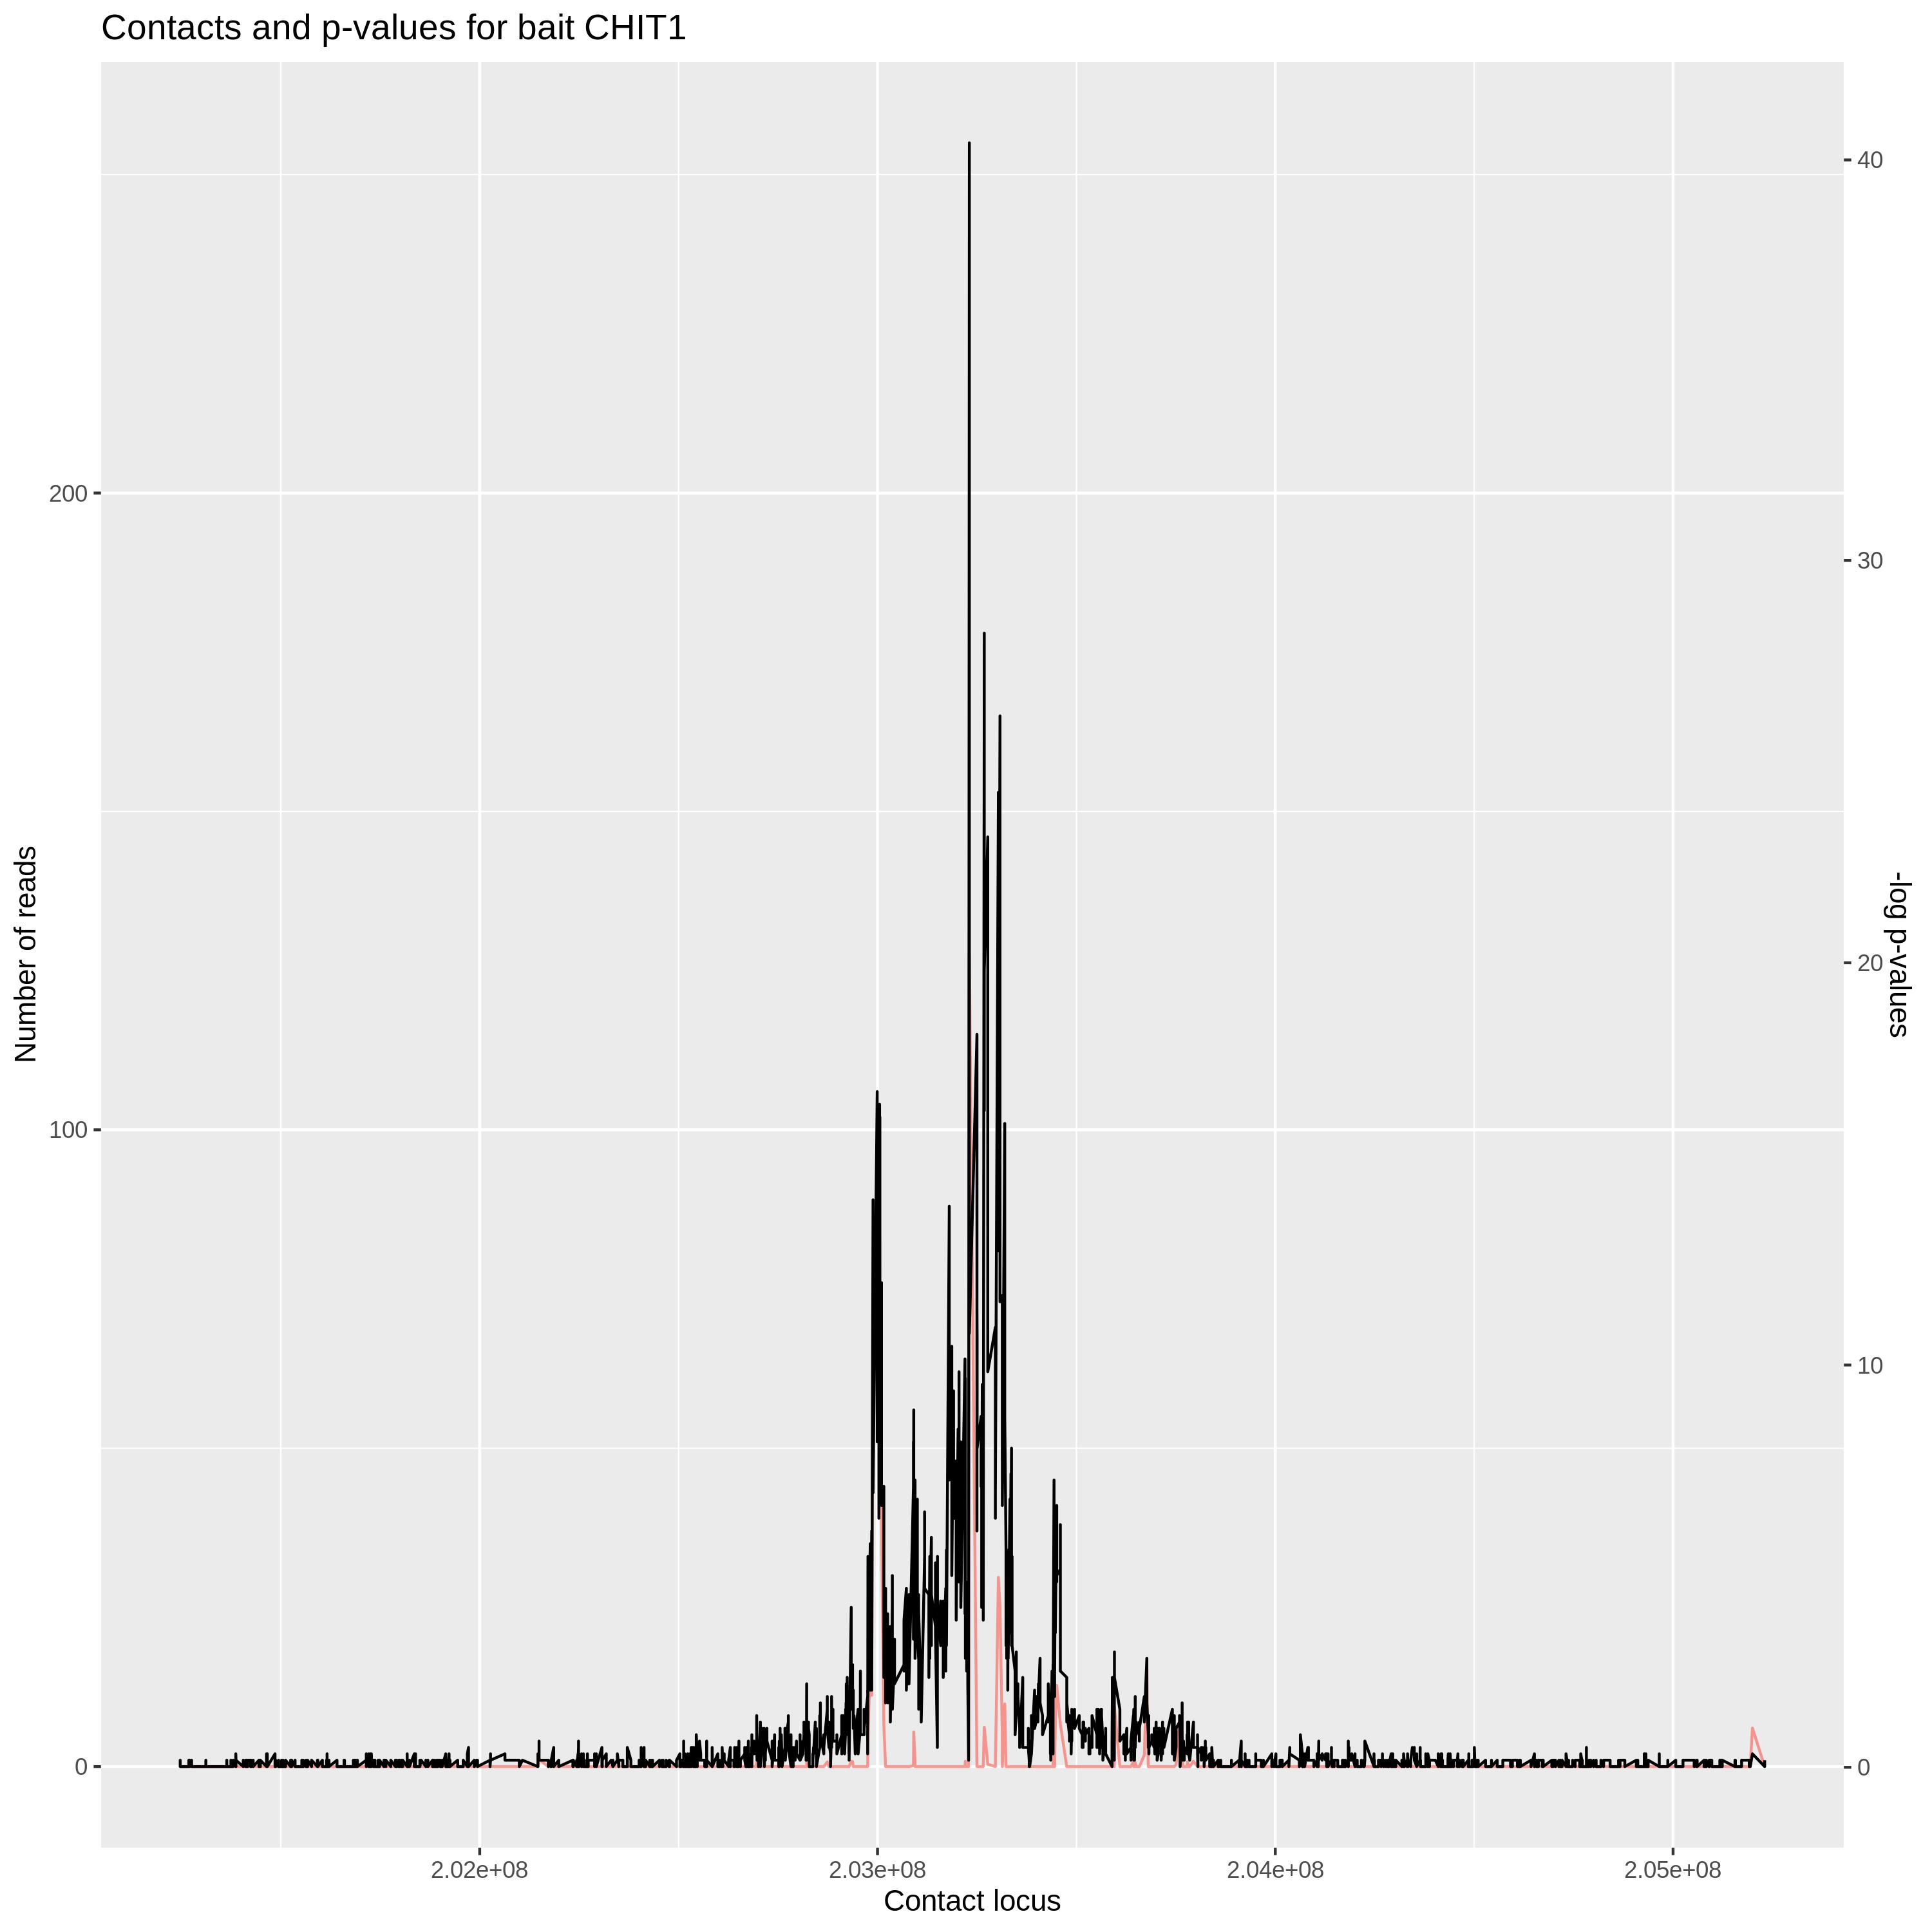 Contacts and p-values for bait CHIT1
Number of reads
200
100
0
40
30
20
10
0
-log p-values
2.02e+08 2.03e+08 2.04e+08 2.05e+08
Contact locus